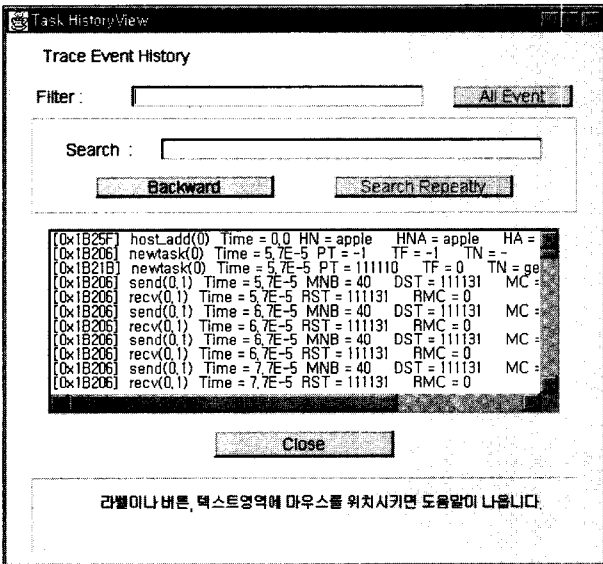 Task HistoryView
Trace Event History
Filter :
All Event
Search :
Backward
Search Repeatly
[0x1B25F] host_add(0) Time = 0,0 HN = apple HNA = apple HA =
[0x1B206] newtask(0) Time = 5,7E-5 PT = -1 TF = -1 TN = -
[0x1B21B] newtask(0) Time = 5,7E-5 PT = 111110 TF = 0 TN = ge
[0x1B206] send(0,1) Time = 5,7E-5 MNB = 40 DST = 111131 MC =
[0x1B206] recv(0,1) Time = 5,7E-5 RST = 111131 RMC = 0
[0x1B206] send(0,1) Time = 6,7E-5 MNB = 40 DST = 111131 MC =
[0x1B206] recv(0,1) Time = 6,7E-5 RST = 111131 RMC = 0
[0x1B206] send(0,1) Time = 6,7E-5 MNB = 40 DST = 111131 MC =
[0x1B206] recv(0,1) Time = 6,7E-5 RST = 111131 RMC = 0
[0x1B206] send(0,1) Time = 7,7E-5 MNB = 40 DST = 111131 MC =
[0x1B206] recv(0,1) Time = 7,7E-5 RST = 111131 RMC = 0
Close
라벨이나 버튼, 텍스트영역에 마우스를 위치시키면 도움말이 나옵니다.